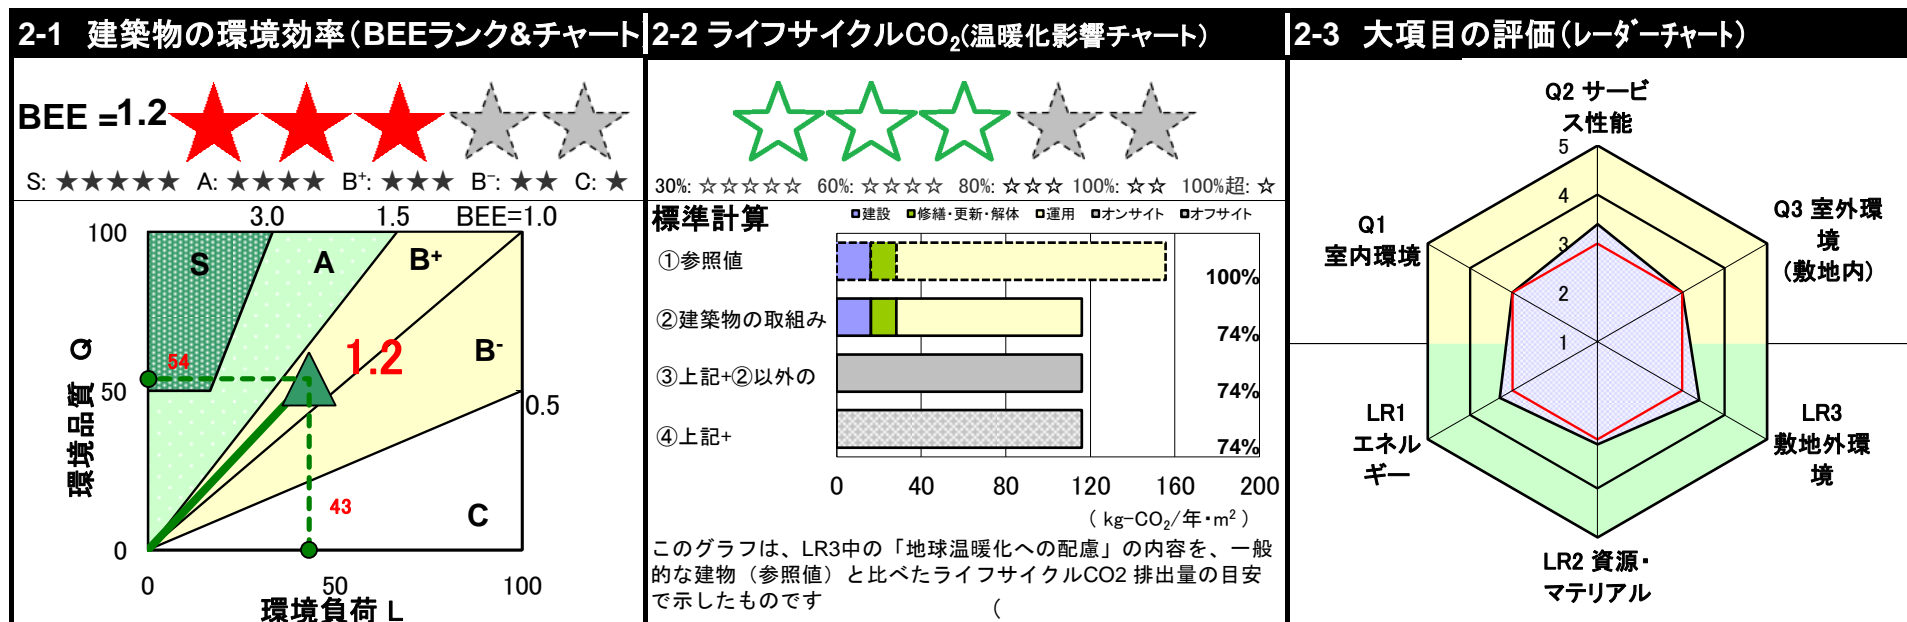 2-1 建築物の環境効率(BEEランク&チャート
BEE =1.2
S: ★★★★★ A: ★★★★ B⁺: ★★★ B⁻: ★★ C: ★
3.0 1.5 BEE=1.0
100
S A B⁺
環境品質 Q
54
1.2
B⁻
50
0.5
43
C
0
0 50 100
環境負荷 L
2-2 ライフサイクルCO₂(温暖化影響チャート)
30%: ☆☆☆☆☆ 60%: ☆☆☆☆ 80%: ☆☆☆ 100%: ☆☆ 100%超: ☆
標準計算
建設 修繕・更新・解体 運用 オンサイト オフサイト
①参照値 100%
②建築物の取組み 74%
③上記+②以外の 74%
④上記+ 74%
0 40 80 120 160 200
( kg-CO₂/年・m² )
このグラフは、LR3中の「地球温暖化への配慮」の内容を、一般
的な建物(参照値)と比べたライフサイクルCO2 排出量の目安
で示したものです
(
2-3 大項目の評価(レーダーチャート)
Q2 サービ
ス性能
5
4
3
2
1
Q3 室外環
境
(敷地内)
Q1
室内環境
LR1
エネル
ギー
LR3
敷地外環
境
LR2 資源・
マテリアル